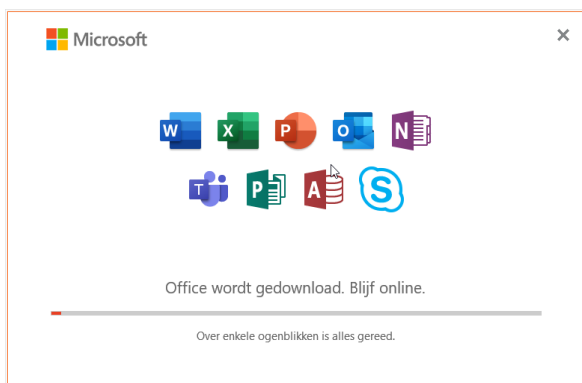 Microsoft
W X P O N
T P A S
Office wordt gedownload. Blijf online.
Over enkele ogenblikken is alles gereed.